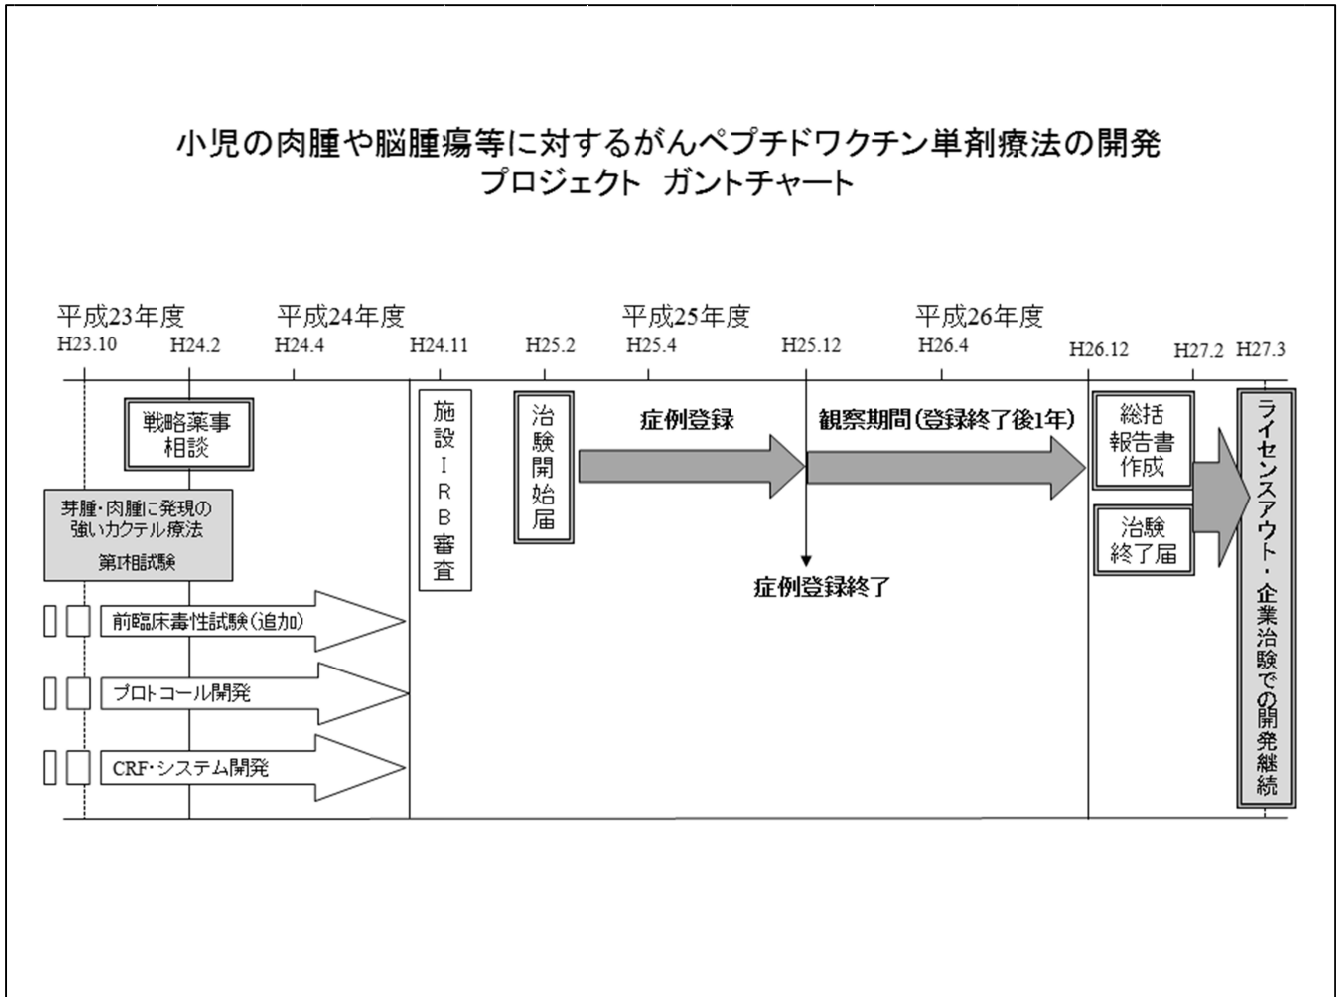 小児の肉腫や脳腫瘍等に対するがんペプチドワクチン単剤療法の開発
プロジェクト　ガントチャート
平成23年度
平成24年度
平成25年度
平成26年度
H23.10
H24.2
H24.4
H24.11
H25.2
H25.4
H25.12
H26.4
H26.12
H27.2
H27.3
戦略薬事
相談
芽腫・肉腫に発現の
強いカクテル療法
第I相試験
前臨床毒性試験(追加)
プロトコール開発
CRF・システム開発
施設IRB審査
治験開始届
症例登録
症例登録終了
観察期間(登録終了後1年)
総括
報告書
作成
治験
終了届
ライセンスアウト・企業治験での開発継続